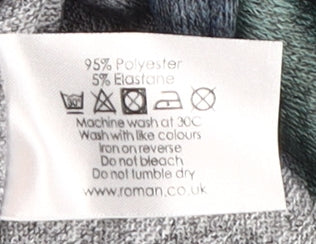 95% Polyester
5% Elastane
Machine wash at 30C
Wash with like colours
Iron on reverse
Do not bleach
Do not tumble dry
www.roman.co.uk